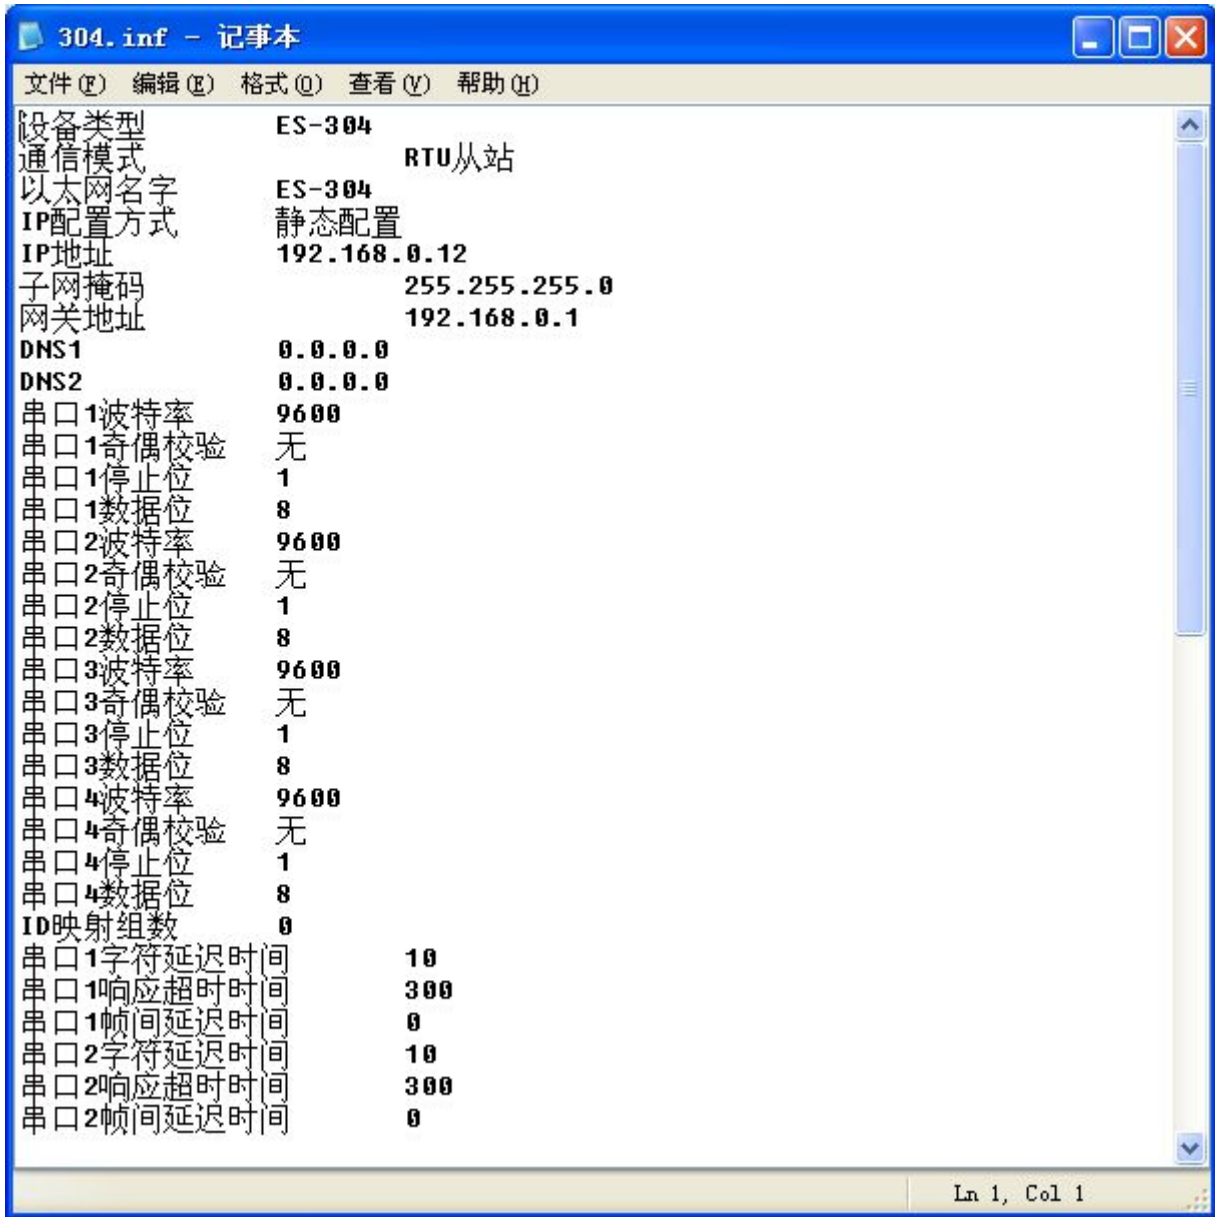 304.inf - 记事本
文件(F) 编辑(E) 格式(O) 查看(V) 帮助(H)
设备类型 ES-304
通信模式 RTU从站
以太网名字 ES-304
IP配置方式 静态配置
IP地址 192.168.0.12
子网掩码 255.255.255.0
网关地址 192.168.0.1
DNS1 0.0.0.0
DNS2 0.0.0.0
串口1波特率 9600
串口1奇偶校验 无
串口1停止位 1
串口1数据位 8
串口2波特率 9600
串口2奇偶校验 无
串口2停止位 1
串口2数据位 8
串口3波特率 9600
串口3奇偶校验 无
串口3停止位 1
串口3数据位 8
串口4波特率 9600
串口4奇偶校验 无
串口4停止位 1
串口4数据位 8
ID映射组数 0
串口1字符延迟时间 10
串口1响应超时时间 300
串口1帧间延迟时间 0
串口2字符延迟时间 10
串口2响应超时时间 300
串口2帧间延迟时间 0
Ln 1, Col 1